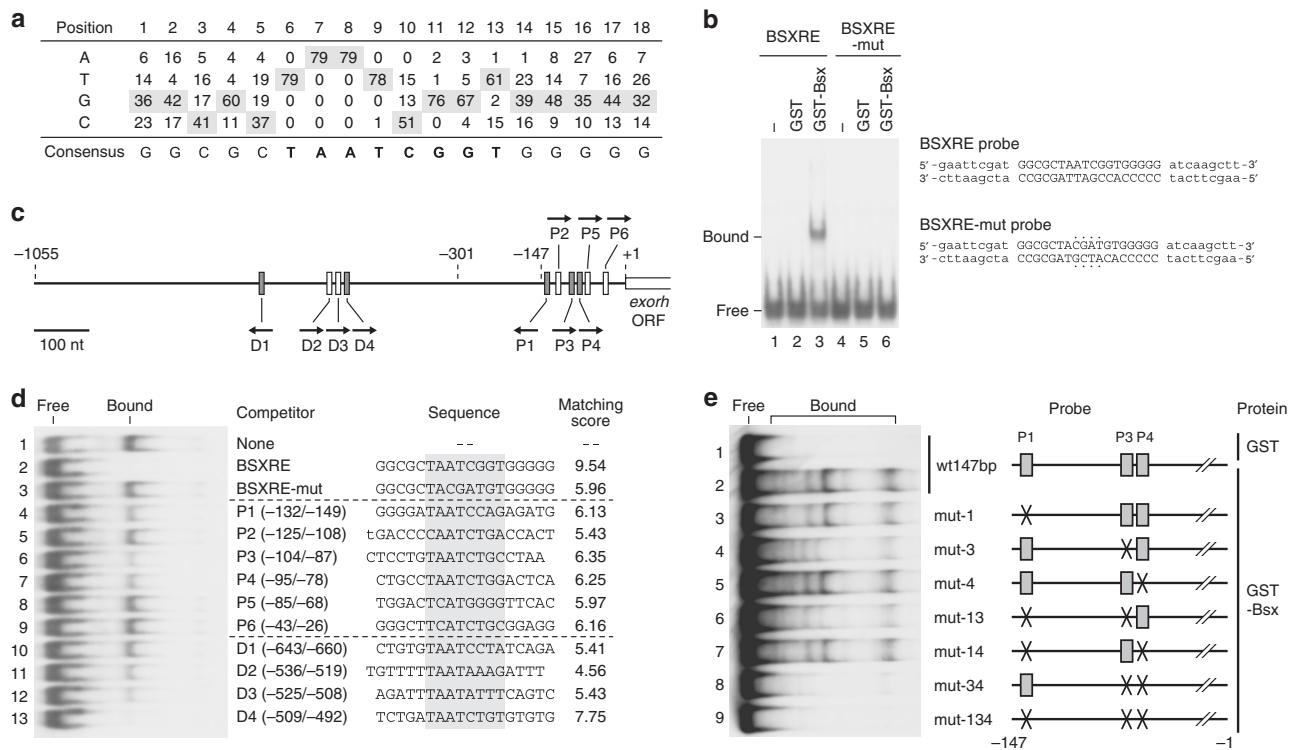 a
Position 1 2 3 4 5 6 7 8 9 10 11 12 13 14 15 16 17 18
A 6 16 5 4 4 0 79 79 0 0 2 3 1 1 8 27 6 7
T 14 4 16 4 19 79 0 0 78 15 1 5 61 23 14 7 16 26
G 36 42 17 60 19 0 0 0 0 13 76 67 2 39 48 35 44 32
C 23 17 41 11 37 0 0 0 1 51 0 4 15 16 9 10 13 14
Consensus G G C G C T A A T C G G T G G G G G
b
BSXRE BSXRE -mut
– GST GST-Bsx – GST GST-Bsx
Bound
Free
1 2 3 4 5 6
BSXRE probe
5′-gaattcgat GGCGCTAATCGGTGGGGG atcaagctt-3′
3′-cttaagcta CCGCGATTAGCCACCCCC tacttcgaa-5′
BSXRE-mut probe
5′-gaattcgat GGCGCTACGATGTGGGGG atcaagctt-3′
3′-cttaagcta CCGCGATGCTACACCCCC tacttcgaa-5′
c
–1055 –301 –147 P2 P5 P6 +1
exorh
ORF
100 nt D1 D2 D3 D4 P1 P3 P4
d
Free Bound Competitor Sequence Matching score
1 None -- --
2 BSXRE GGCGCTAATCGGTGGGGG 9.54
3 BSXRE-mut GGCGCTACGATGTGGGGG 5.96
4 P1 (–132/–149) GGGGATAATCCAGAGATG 6.13
5 P2 (–125/–108) tGACCCCAATCTGACCACT 5.43
6 P3 (–104/–87) CTCCTGTAATCTGCCTAA 6.35
7 P4 (–95/–78) CTGCCTAATCTGGACTCA 6.25
8 P5 (–85/–68) TGGACTCATGGGGTTCAC 5.97
9 P6 (–43/–26) GGGCTTCATCTGCGGAGG 6.16
10 D1 (–643/–660) CTGTGTAATCCTATCAGA 5.41
11 D2 (–536/–519) TGTTTTTAATAAAGATTT 4.56
12 D3 (–525/–508) AGATTTAATATTTCAGTC 5.43
13 D4 (–509/–492) TCTGATAATCTGTGTGTG 7.75
e
Free Bound Probe Protein
P1 P3 P4
1 wt147bp GST
2
3 mut-1
4 mut-3
5 mut-4
6 mut-13
7 mut-14
8 mut-34
9 mut-134
GST
-Bsx
–147 –1